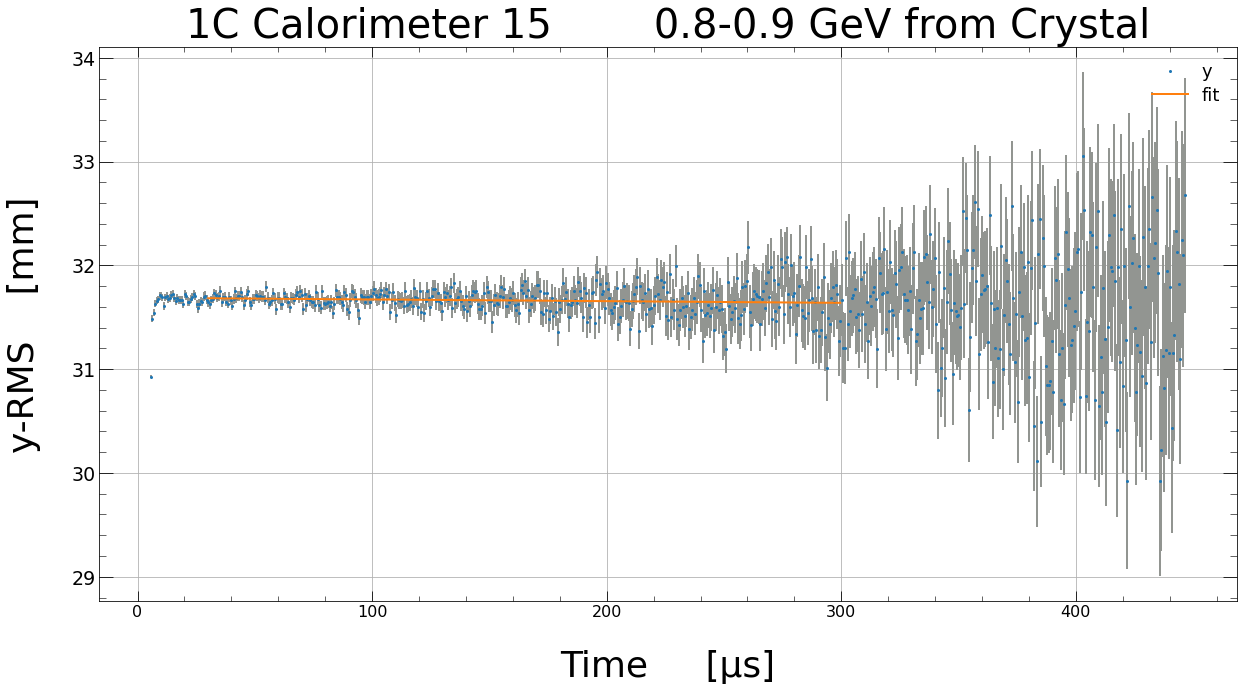 1C Calorimeter 15 0.8-0.9 GeV from Crystal
y
fit
34
33
32
31
30
29
y-RMS [mm]
0 100 200 300 400
Time [μs]